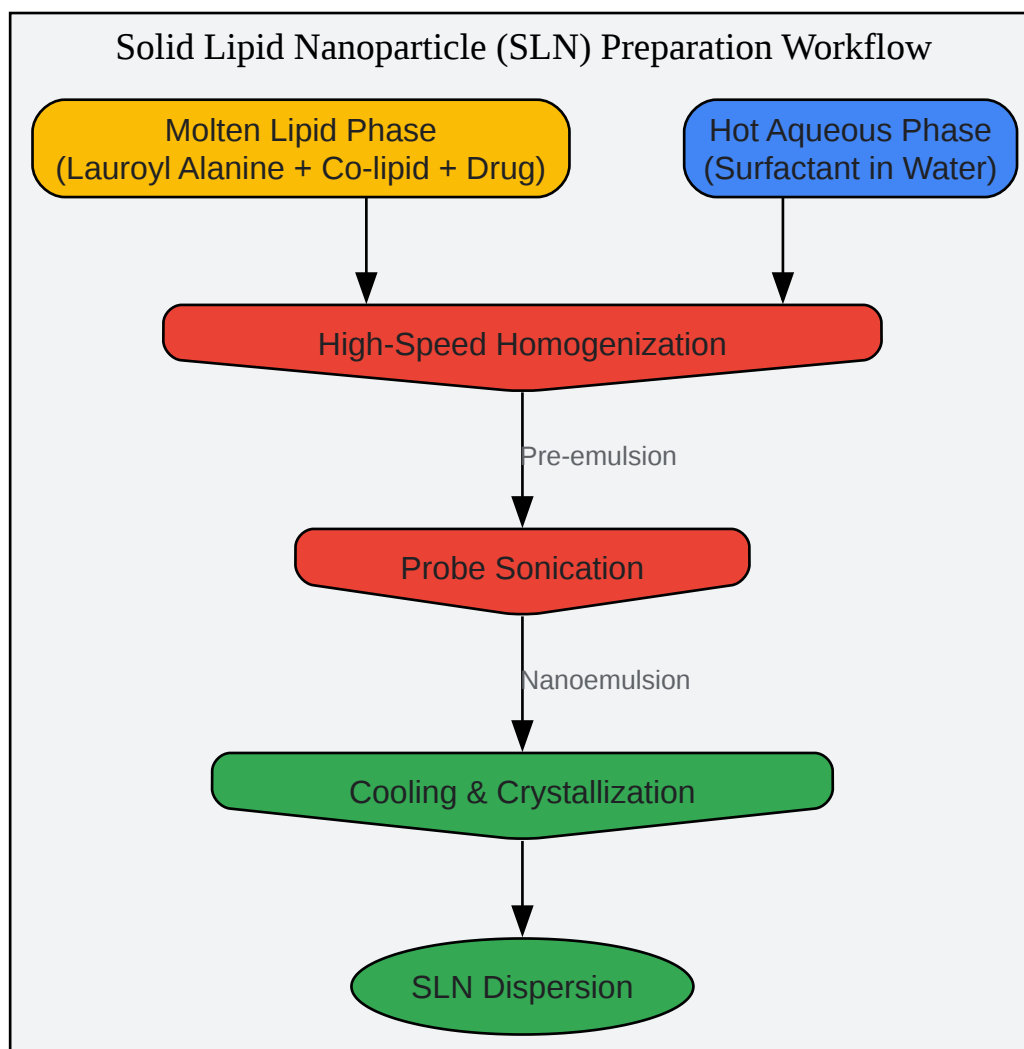 Solid Lipid Nanoparticle (SLN) Preparation Workflow
Molten Lipid Phase
(Lauroyl Alanine + Co-lipid + Drug)
Hot Aqueous Phase
(Surfactant in Water)
High-Speed Homogenization
Pre-emulsion
Probe Sonication
Nanoemulsion
Cooling & Crystallization
SLN Dispersion